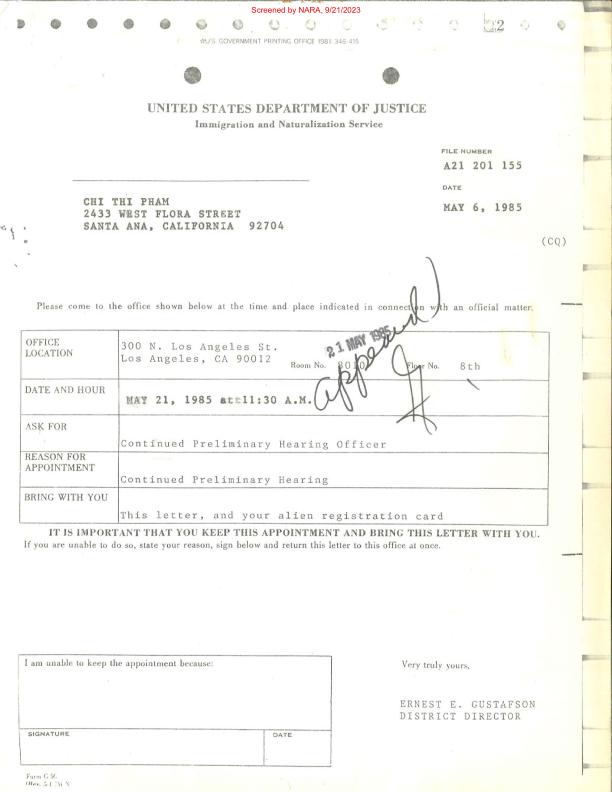 Screened by NARA, 9/21/2023
22
U.S. GOVERNMENT PRINTING OFFICE 1981-346-415
UNITED STATES DEPARTMENT OF JUSTICE
Immigration and Naturalization Service
FILE NUMBER
A21 201 155
DATE
MAY 6, 1985
CHI THI PHAM
2433 WEST FLORA STREET
SANTA ANA, CALIFORNIA 92704
(CQ)
Please come to the office shown below at the time and place indicated in connection with an official matter.
OFFICE LOCATION
300 N. Los Angeles St.
Los Angeles, CA 90012
Room No. 8010
Floor No. 8th
21 MAY 1985
appeared
DATE AND HOUR
MAY 21, 1985 at 11:30 A.M.
ASK FOR
Continued Preliminary Hearing Officer
REASON FOR APPOINTMENT
Continued Preliminary Hearing
BRING WITH YOU
This letter, and your alien registration card
IT IS IMPORTANT THAT YOU KEEP THIS APPOINTMENT AND BRING THIS LETTER WITH YOU.
If you are unable to do so, state your reason, sign below and return this letter to this office at once.
I am unable to keep the appointment because:
SIGNATURE
DATE
Very truly yours,
ERNEST E. GUSTAFSON
DISTRICT DIRECTOR
Form G-56